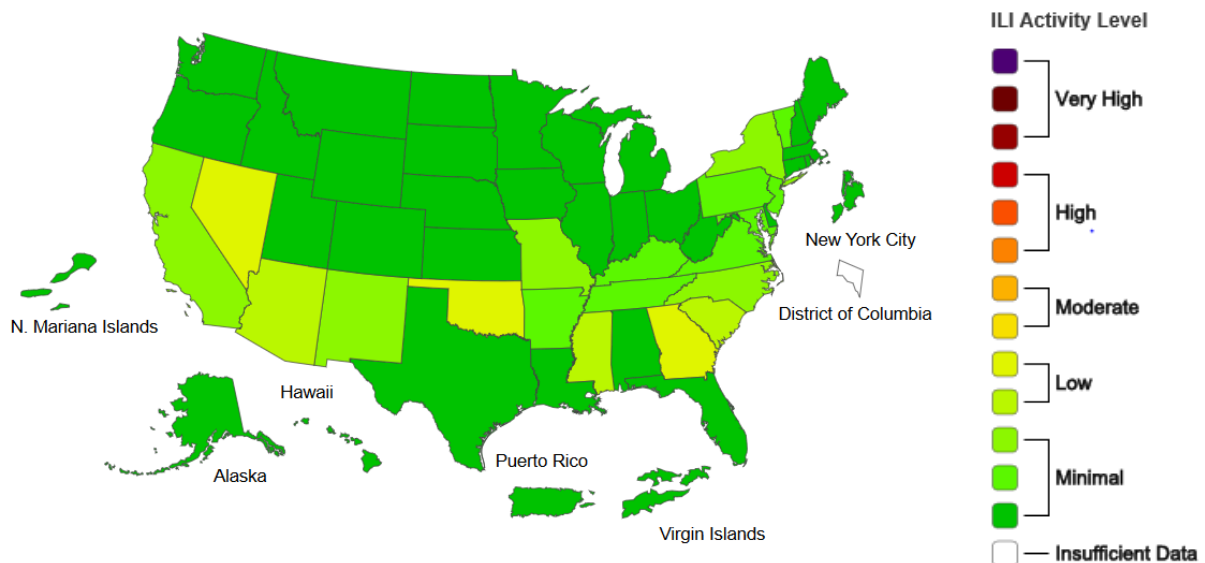 ILI Activity Level
Very High
High
New York City
District of Columbia
N. Mariana Islands
Moderate
Low
Hawaii
Puerto Rico
Alaska
Minimal
Virgin Islands
Insufficient Data